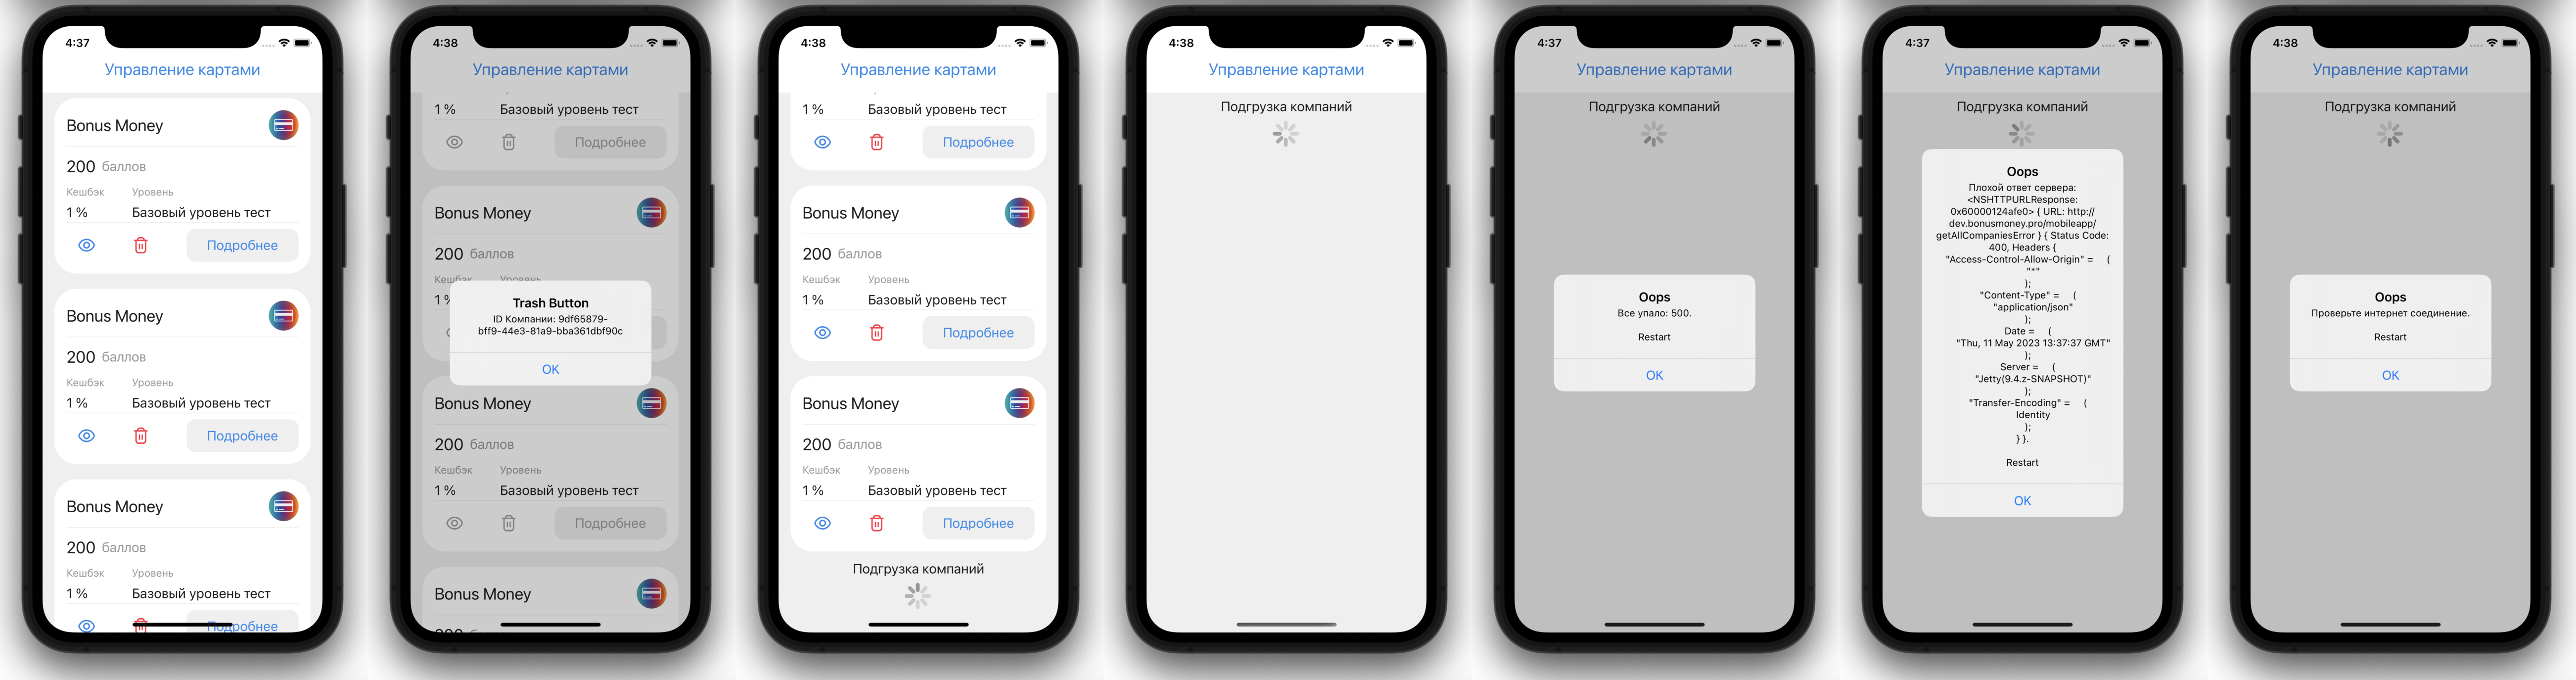 4:37
Управление картами
Bonus Money
200 баллов
Кешбэк Уровень
1 % Базовый уровень тест
Подробнее
Bonus Money
200 баллов
Кешбэк Уровень
1 % Базовый уровень тест
Подробнее
Bonus Money
200 баллов
Кешбэк Уровень
1 % Базовый уровень тест
Подробнее
4:38
Управление картами
1 % Базовый уровень тест
Подробнее
Bonus Money
200 баллов
Кешбэк Уровень
1 %
Trash Button
ID Компании: 9df65879-
bff9-44e3-81a9-bba361dbf90c
OK
Bonus Money
200 баллов
Кешбэк Уровень
1 % Базовый уровень тест
Подробнее
Bonus Money
4:38
Управление картами
1 % Базовый уровень тест
Подробнее
Bonus Money
200 баллов
Кешбэк Уровень
1 % Базовый уровень тест
Подробнее
Bonus Money
200 баллов
Кешбэк Уровень
1 % Базовый уровень тест
Подробнее
Подгрузка компаний
4:38
Управление картами
Подгрузка компаний
4:37
Управление картами
Подгрузка компаний
Oops
Все упало: 500.
Restart
OK
4:37
Управление картами
Подгрузка компаний
Oops
Плохой ответ сервера:
<NSHTTPURLResponse:
0x60000124afe0> { URL: http://
dev.bonusmoney.pro/mobileapp/
getAllCompaniesError } { Status Code:
400, Headers {
"Access-Control-Allow-Origin" = (
"*"
);
"Content-Type" = (
"application/json"
);
Date = (
"Thu, 11 May 2023 13:37:37 GMT"
);
Server = (
"Jetty(9.4.z-SNAPSHOT)"
);
"Transfer-Encoding" = (
Identity
);
} }.
Restart
OK
4:38
Управление картами
Подгрузка компаний
Oops
Проверьте интернет соединение.
Restart
OK